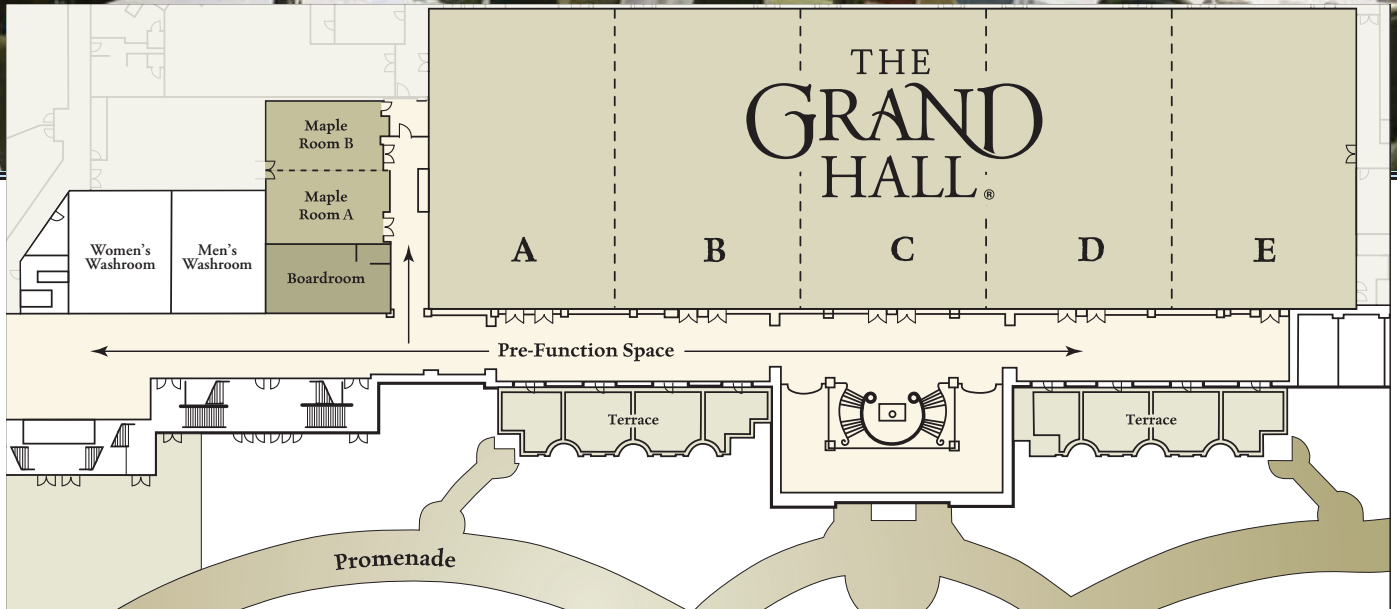 THE
GRAND
HALL®
Maple
Room B
Maple
Room A
Women's
Washroom
Men's
Washroom
Boardroom
A
B
C
D
E
Pre-Function Space
Terrace
Terrace
Promenade